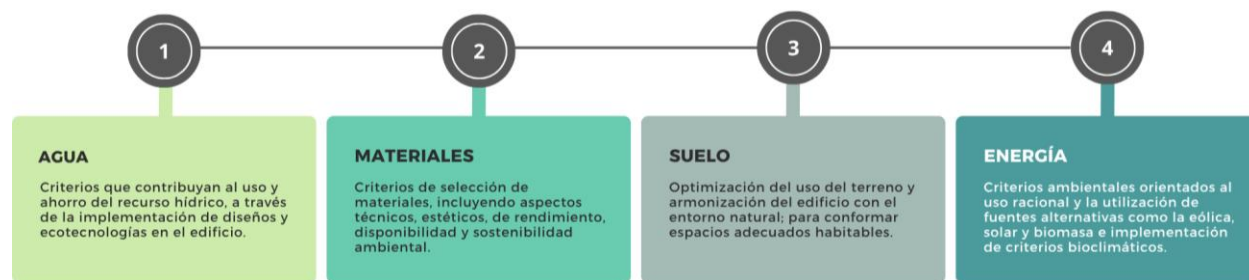 1
2
3
4
AGUA
Criterios que contribuyan al uso y
ahorro del recurso hídrico, a través
de la implementación de diseños y
ecotecnologías en el edificio.
MATERIALES
Criterios de selección de
materiales, incluyendo aspectos
técnicos, estéticos, de rendimiento,
disponibilidad y sostenibilidad
ambiental.
SUELO
Optimización del uso del terreno y
armonización del edificio con el
entorno natural; para conformar
espacios adecuados habitables.
ENERGÍA
Criterios ambientales orientados al
uso racional y la utilización de
fuentes alternativas como la eólica,
solar y biomasa e implementación
de criterios bioclimáticos.